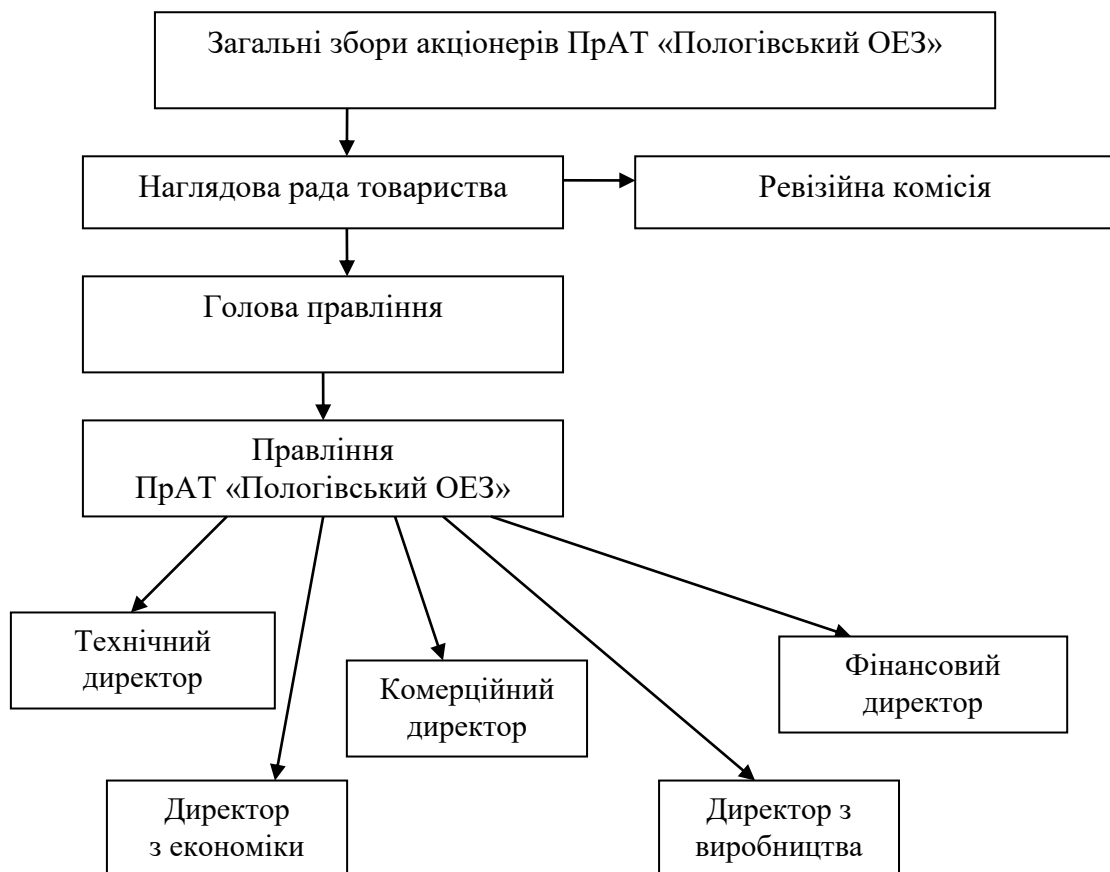 Загальні збори акціонерів ПрАТ «Пологівський ОЕЗ»
Наглядова рада товариства
Ревізійна комісія
Голова правління
Правління
ПрАТ «Пологівський ОЕЗ»
Технічний
директор
Комерційний
директор
Фінансовий
директор
Директор
з економіки
Директор з
виробництва